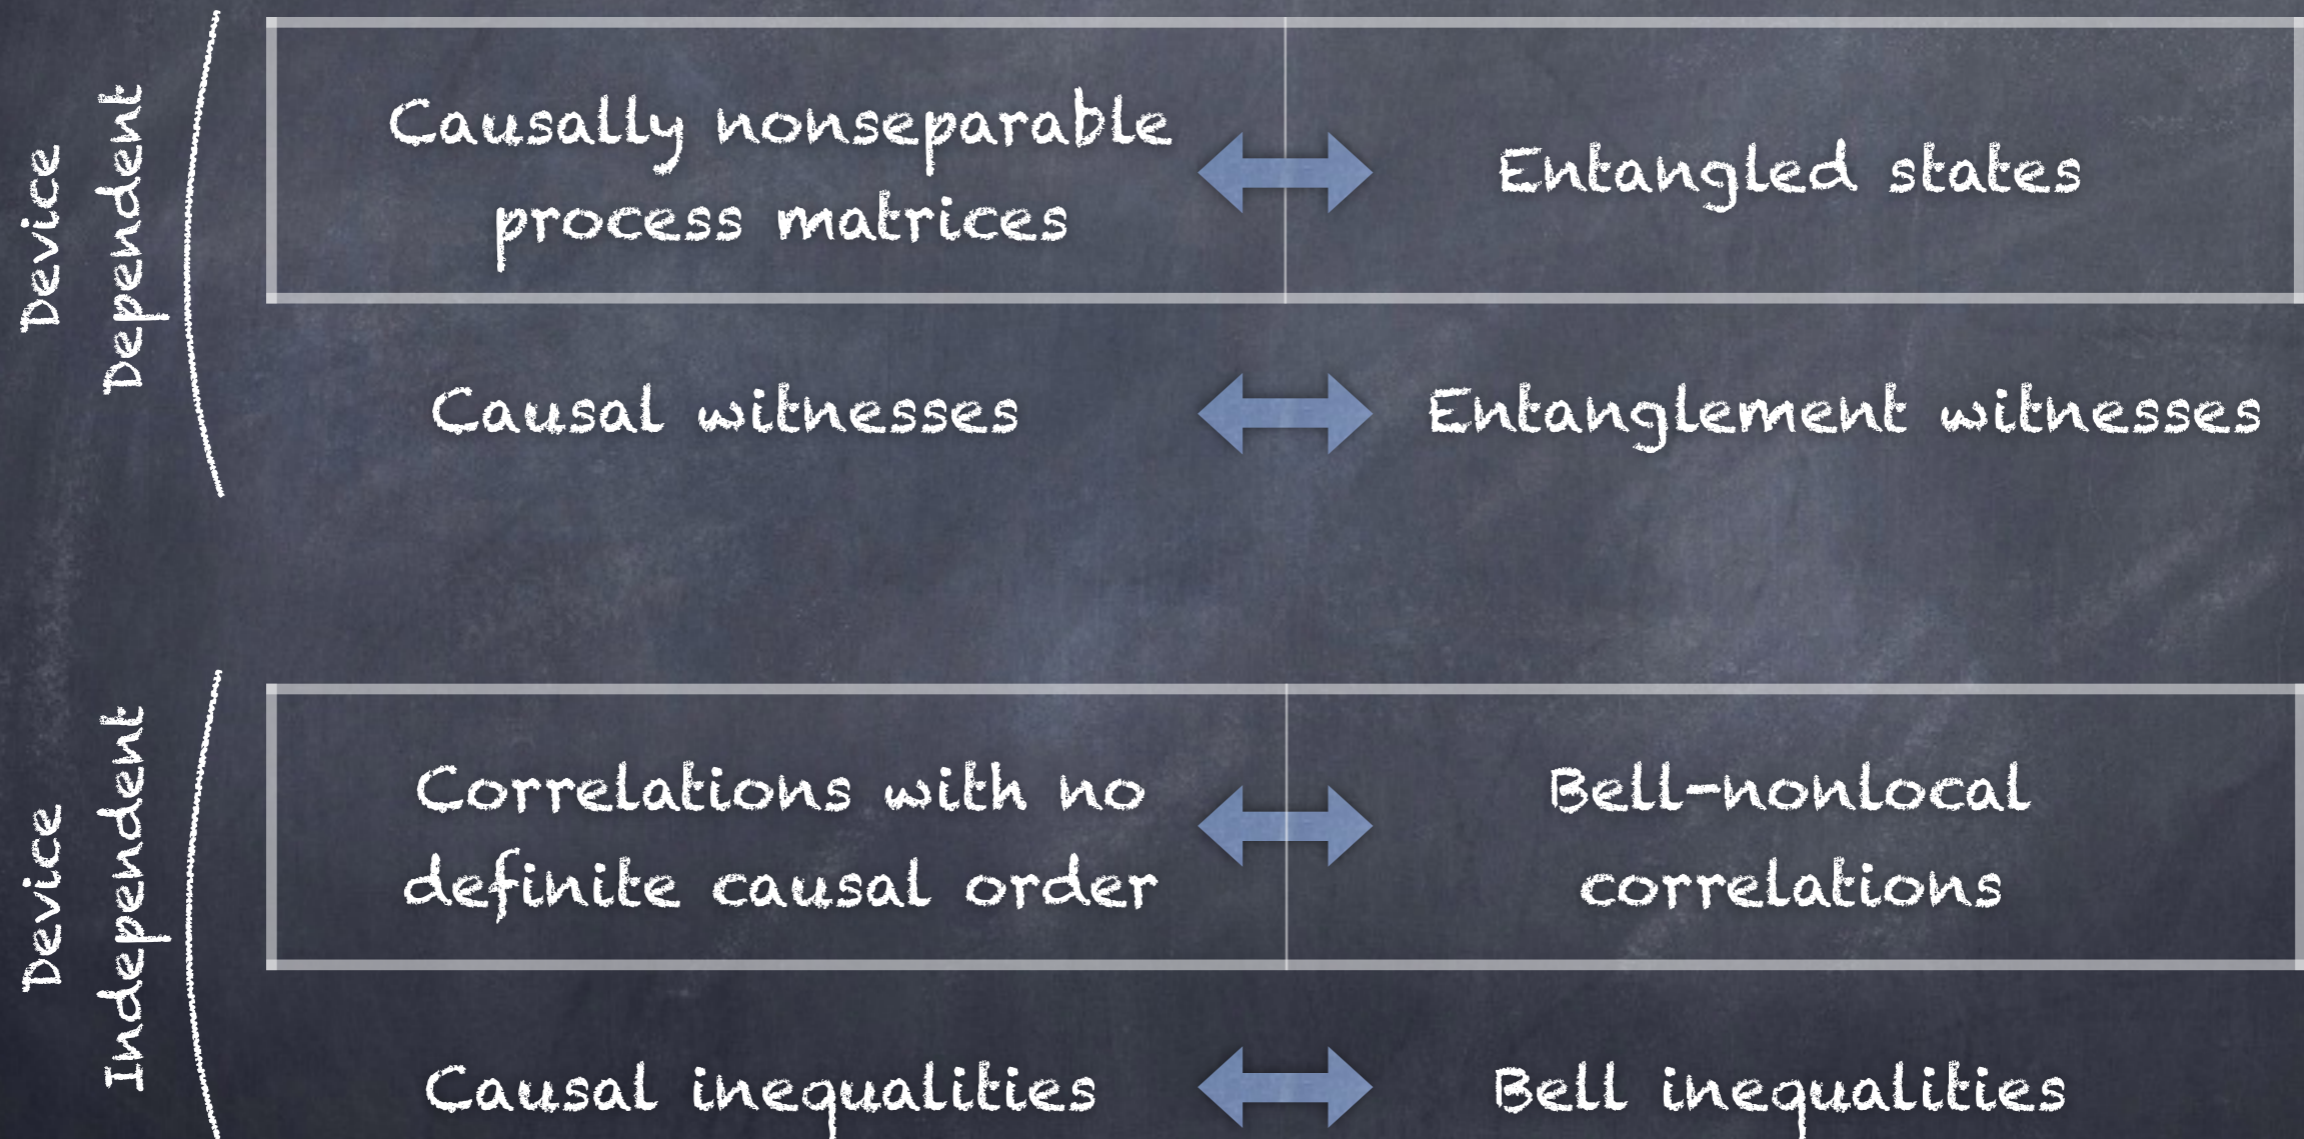 Device
Dependent
Causally nonseparable
process matrices
Entangled states
Causal witnesses
Entanglement witnesses
Device
Independent
Correlations with no
definite causal order
Bell-nonlocal
correlations
Causal inequalities
Bell inequalities